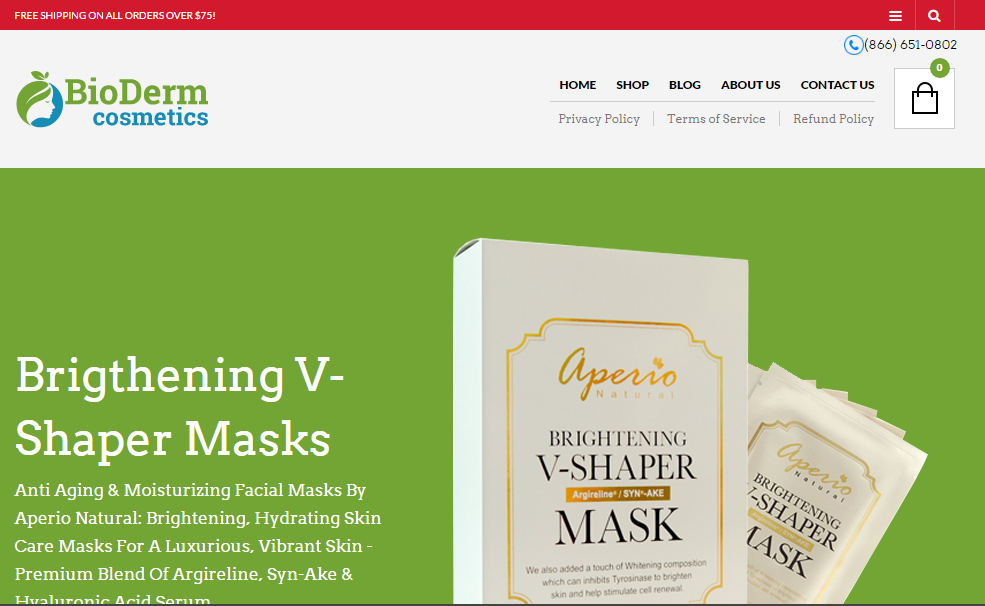 FREE SHIPPING ON ALL ORDERS OVER $75!
(866) 651-0802
BioDerm
cosmetics
HOME SHOP BLOG ABOUT US CONTACT US
0
Privacy Policy Terms of Service Refund Policy
Brigthening V-
Shaper Masks
Anti Aging & Moisturizing Facial Masks By
Aperio Natural: Brightening, Hydrating Skin
Care Masks For A Luxurious, Vibrant Skin -
Premium Blend Of Argireline, Syn-Ake &
Hyaluronic Acid Serum
Aperio
Natural
BRIGHTENING
V-SHAPER
Argireline® / SYN®-AKE
MASK
We also added a touch of Whitening composition
which can inhibits Tyrosinase to brighten
skin and help stimulate cell renewal.
Aperio
Natural
BRIGHTENING
V-SHAPER
MASK